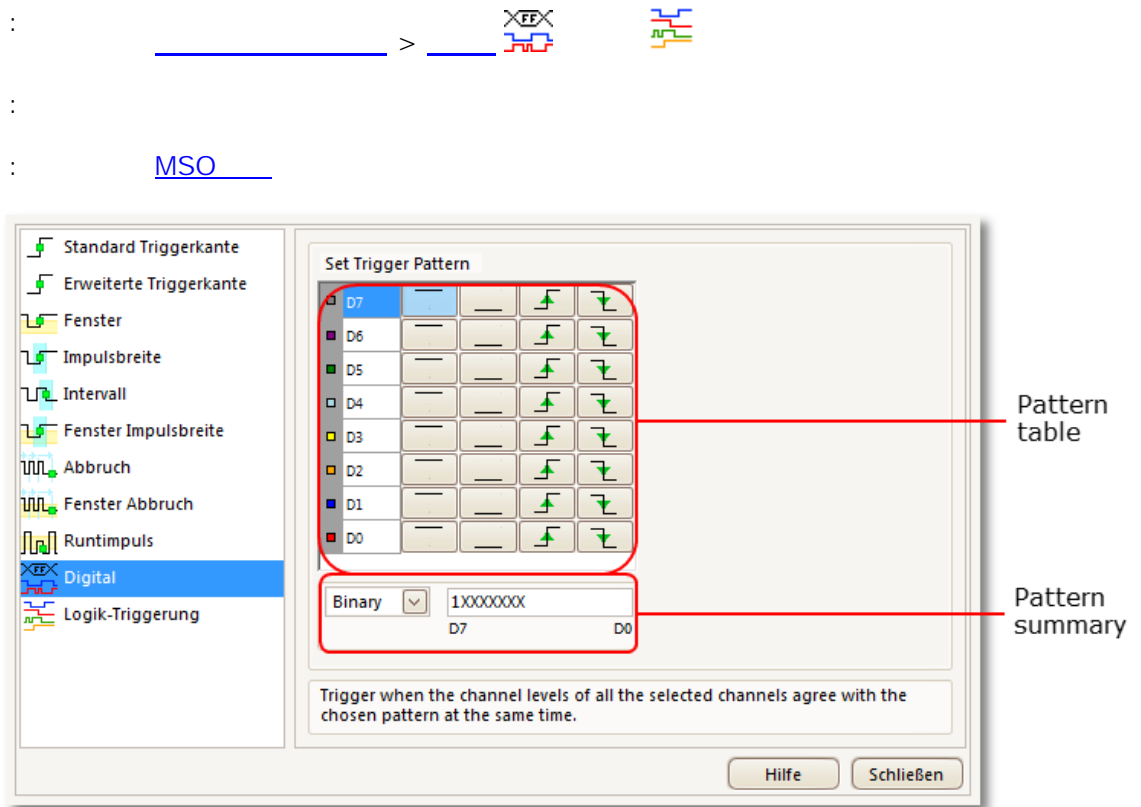 :
>
:
: MSO
Standard Triggerkante
Erweiterte Triggerkante
Fenster
Impulsbreite
Intervall
Fenster Impulsbreite
Abbruch
Fenster Abbruch
Runtimpuls
Digital
Logik-Triggerung
Set Trigger Pattern
D7
D6
D5
D4
D3
D2
D1
D0
Binary 1XXXXXXX
D7 D0
Trigger when the channel levels of all the selected channels agree with the
chosen pattern at the same time.
Hilfe Schließen
Pattern
table
Pattern
summary